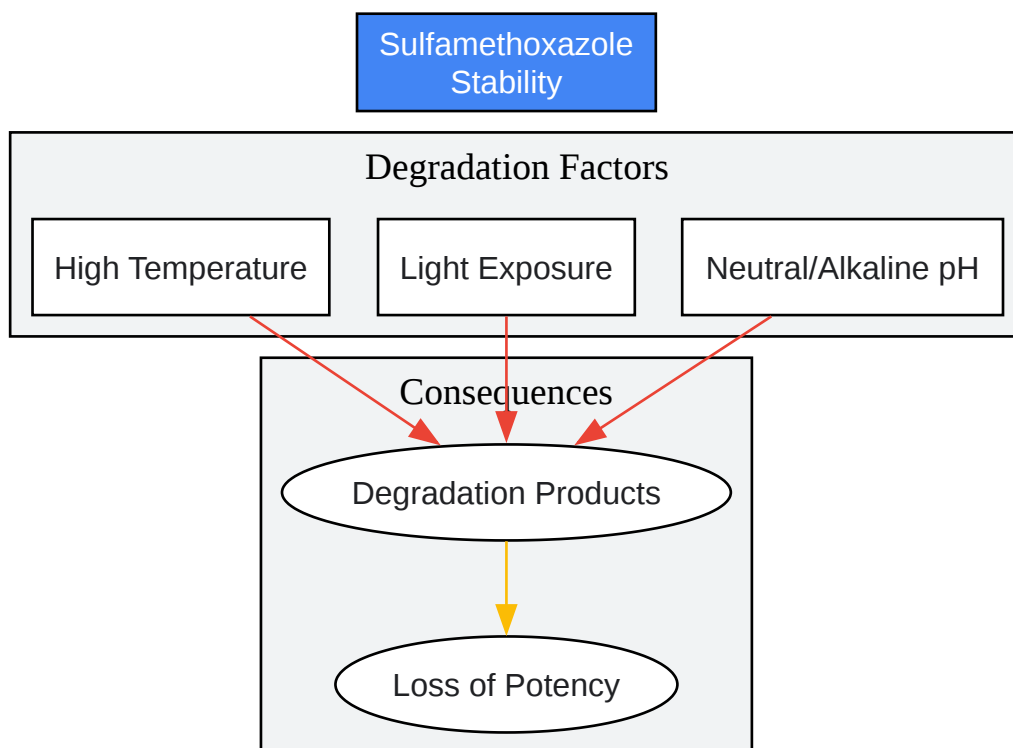 Sulfamethoxazole
Stability
Degradation Factors
High Temperature
Light Exposure
Neutral/Alkaline pH
Consequences
Degradation Products
Loss of Potency